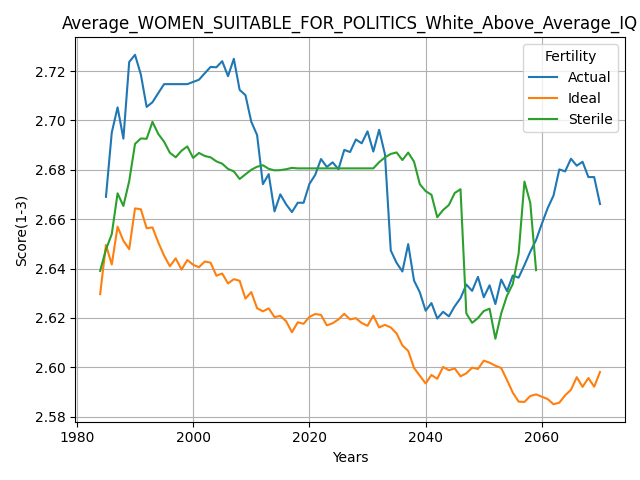 Average_WOMEN_SUITABLE_FOR_POLITICS_White_Above_Average_IQ
Fertility
Actual
Ideal
Sterile
Score(1-3)
2.72
2.70
2.68
2.66
2.64
2.62
2.60
2.58
1980
2000
2020
2040
2060
Years